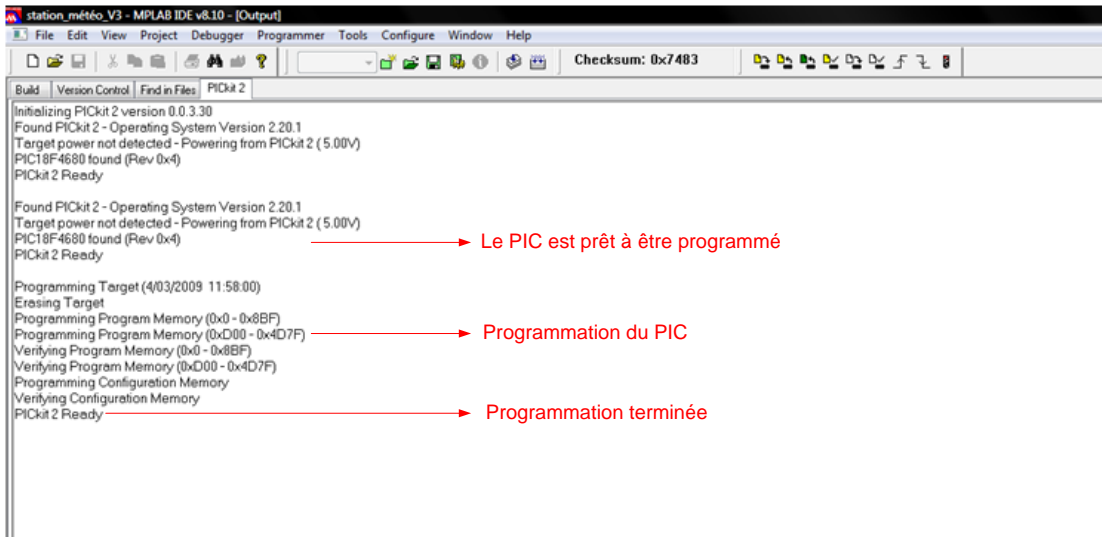 station_météo_V3 - MPLAB IDE v8.10 - [Output]
File Edit View Project Debugger Programmer Tools Configure Window Help
Checksum: 0x7483
Build Version Control Find in Files PICkit 2
Initializing PICkit 2 version 0.0.3.30
Found PICkit 2 - Operating System Version 2.20.1
Target power not detected - Powering from PICkit 2 ( 5.00V)
PIC18F4680 found (Rev 0x4)
PICkit 2 Ready
Found PICkit 2 - Operating System Version 2.20.1
Target power not detected - Powering from PICkit 2 ( 5.00V)
PIC18F4680 found (Rev 0x4)
Le PIC est prêt à être programmé
PICkit 2 Ready
Programming Target (4/03/2009 11:58:00)
Erasing Target
Programming Program Memory (0x0 - 0x8BF)
Programming Program Memory (0xD00 - 0x4D7F)
Programmation du PIC
Verifying Program Memory (0x0 - 0x8BF)
Verifying Program Memory (0xD00 - 0x4D7F)
Programming Configuration Memory
Verifying Configuration Memory
PICkit 2 Ready
Programmation terminée